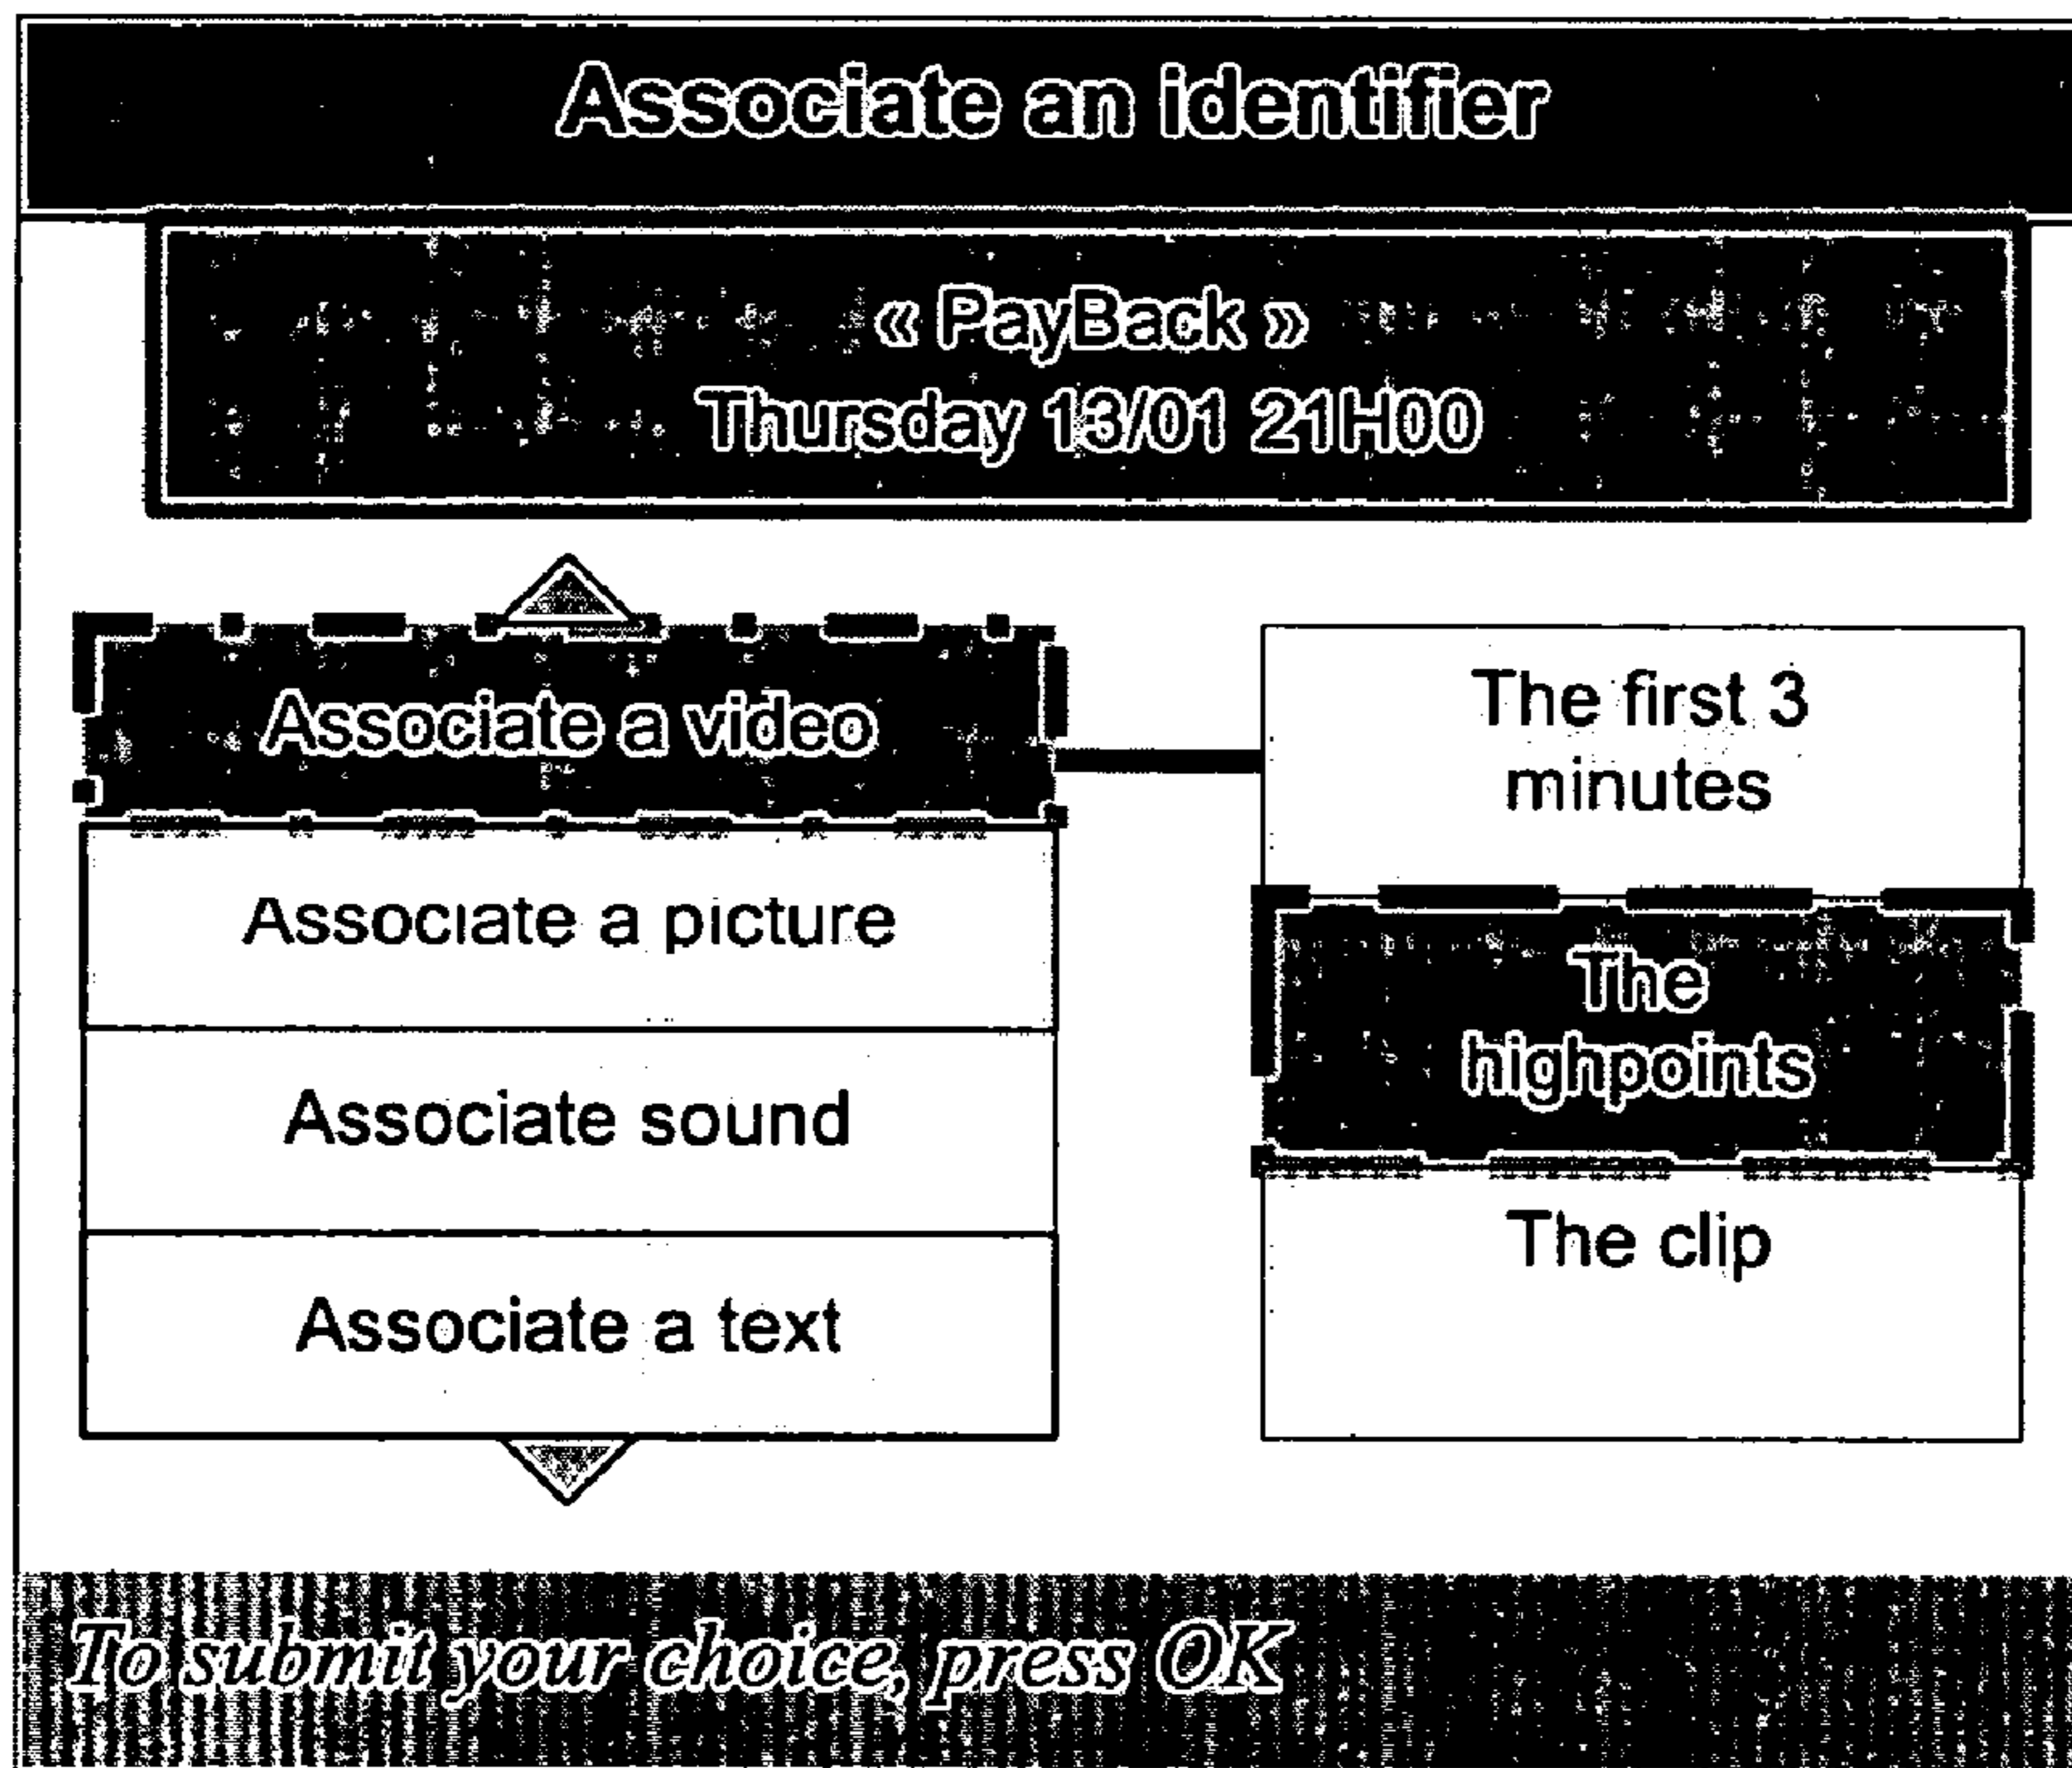 Associate an identifier
« PayBack »
Thursday 13/01 21H00
Associate a video
Associate a picture
Associate sound
Associate a text
The first 3
minutes
The
highpoints
The clip
To submit your choice, press OK